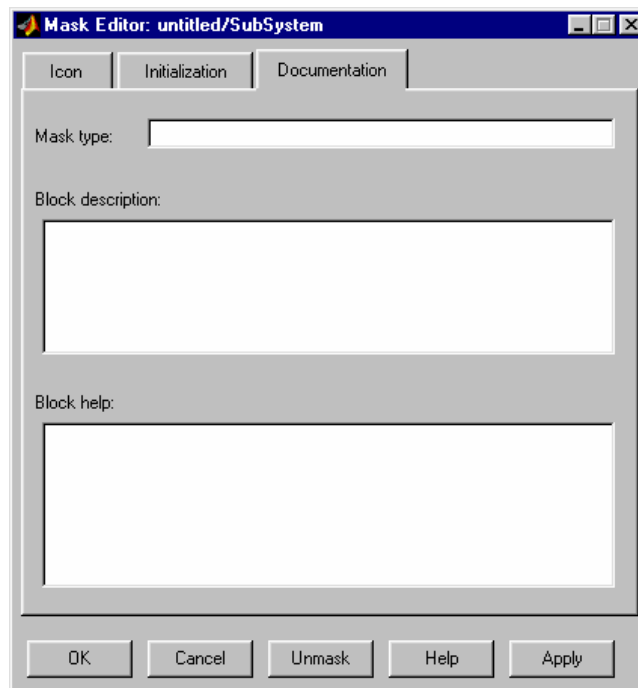 Mask Editor: untitled/SubSystem
Icon Initialization Documentation
Mask type:
Block description:
Block help:
OK Cancel Unmask Help Apply